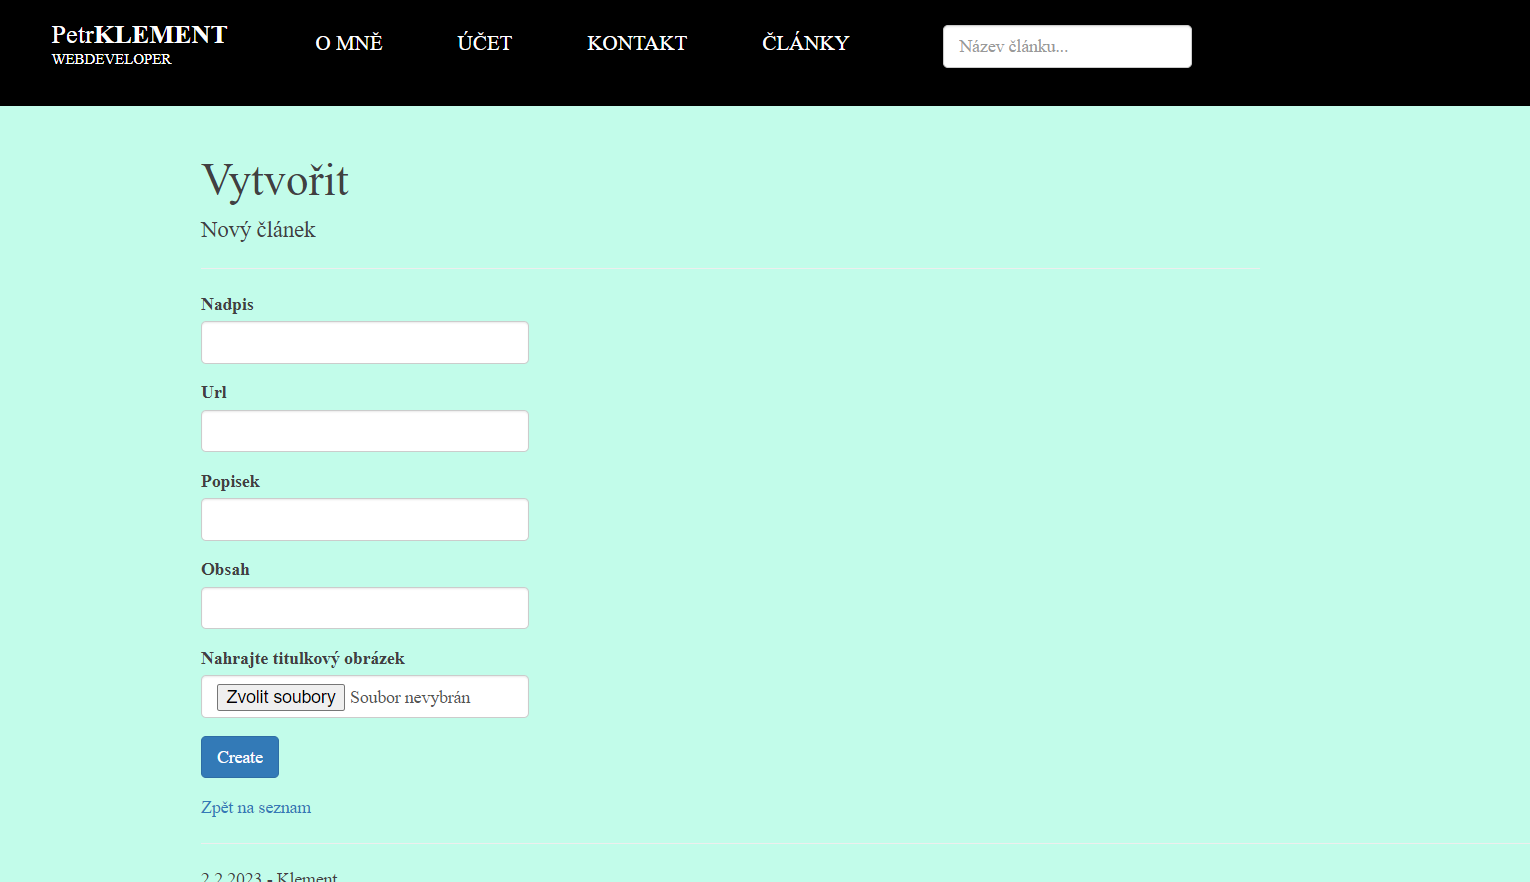 PetrKLEMENT
WEBDEVELOPER
O MNĚ
ÚČET
KONTAKT
ČLÁNKY
Název článku...
Vytvořit
Nový článek
Nadpis
Url
Popisek
Obsah
Nahrajte titulkový obrázek
Zvolit soubory Soubor nevybrán
Create
Zpět na seznam
2.2.2023 - Klement